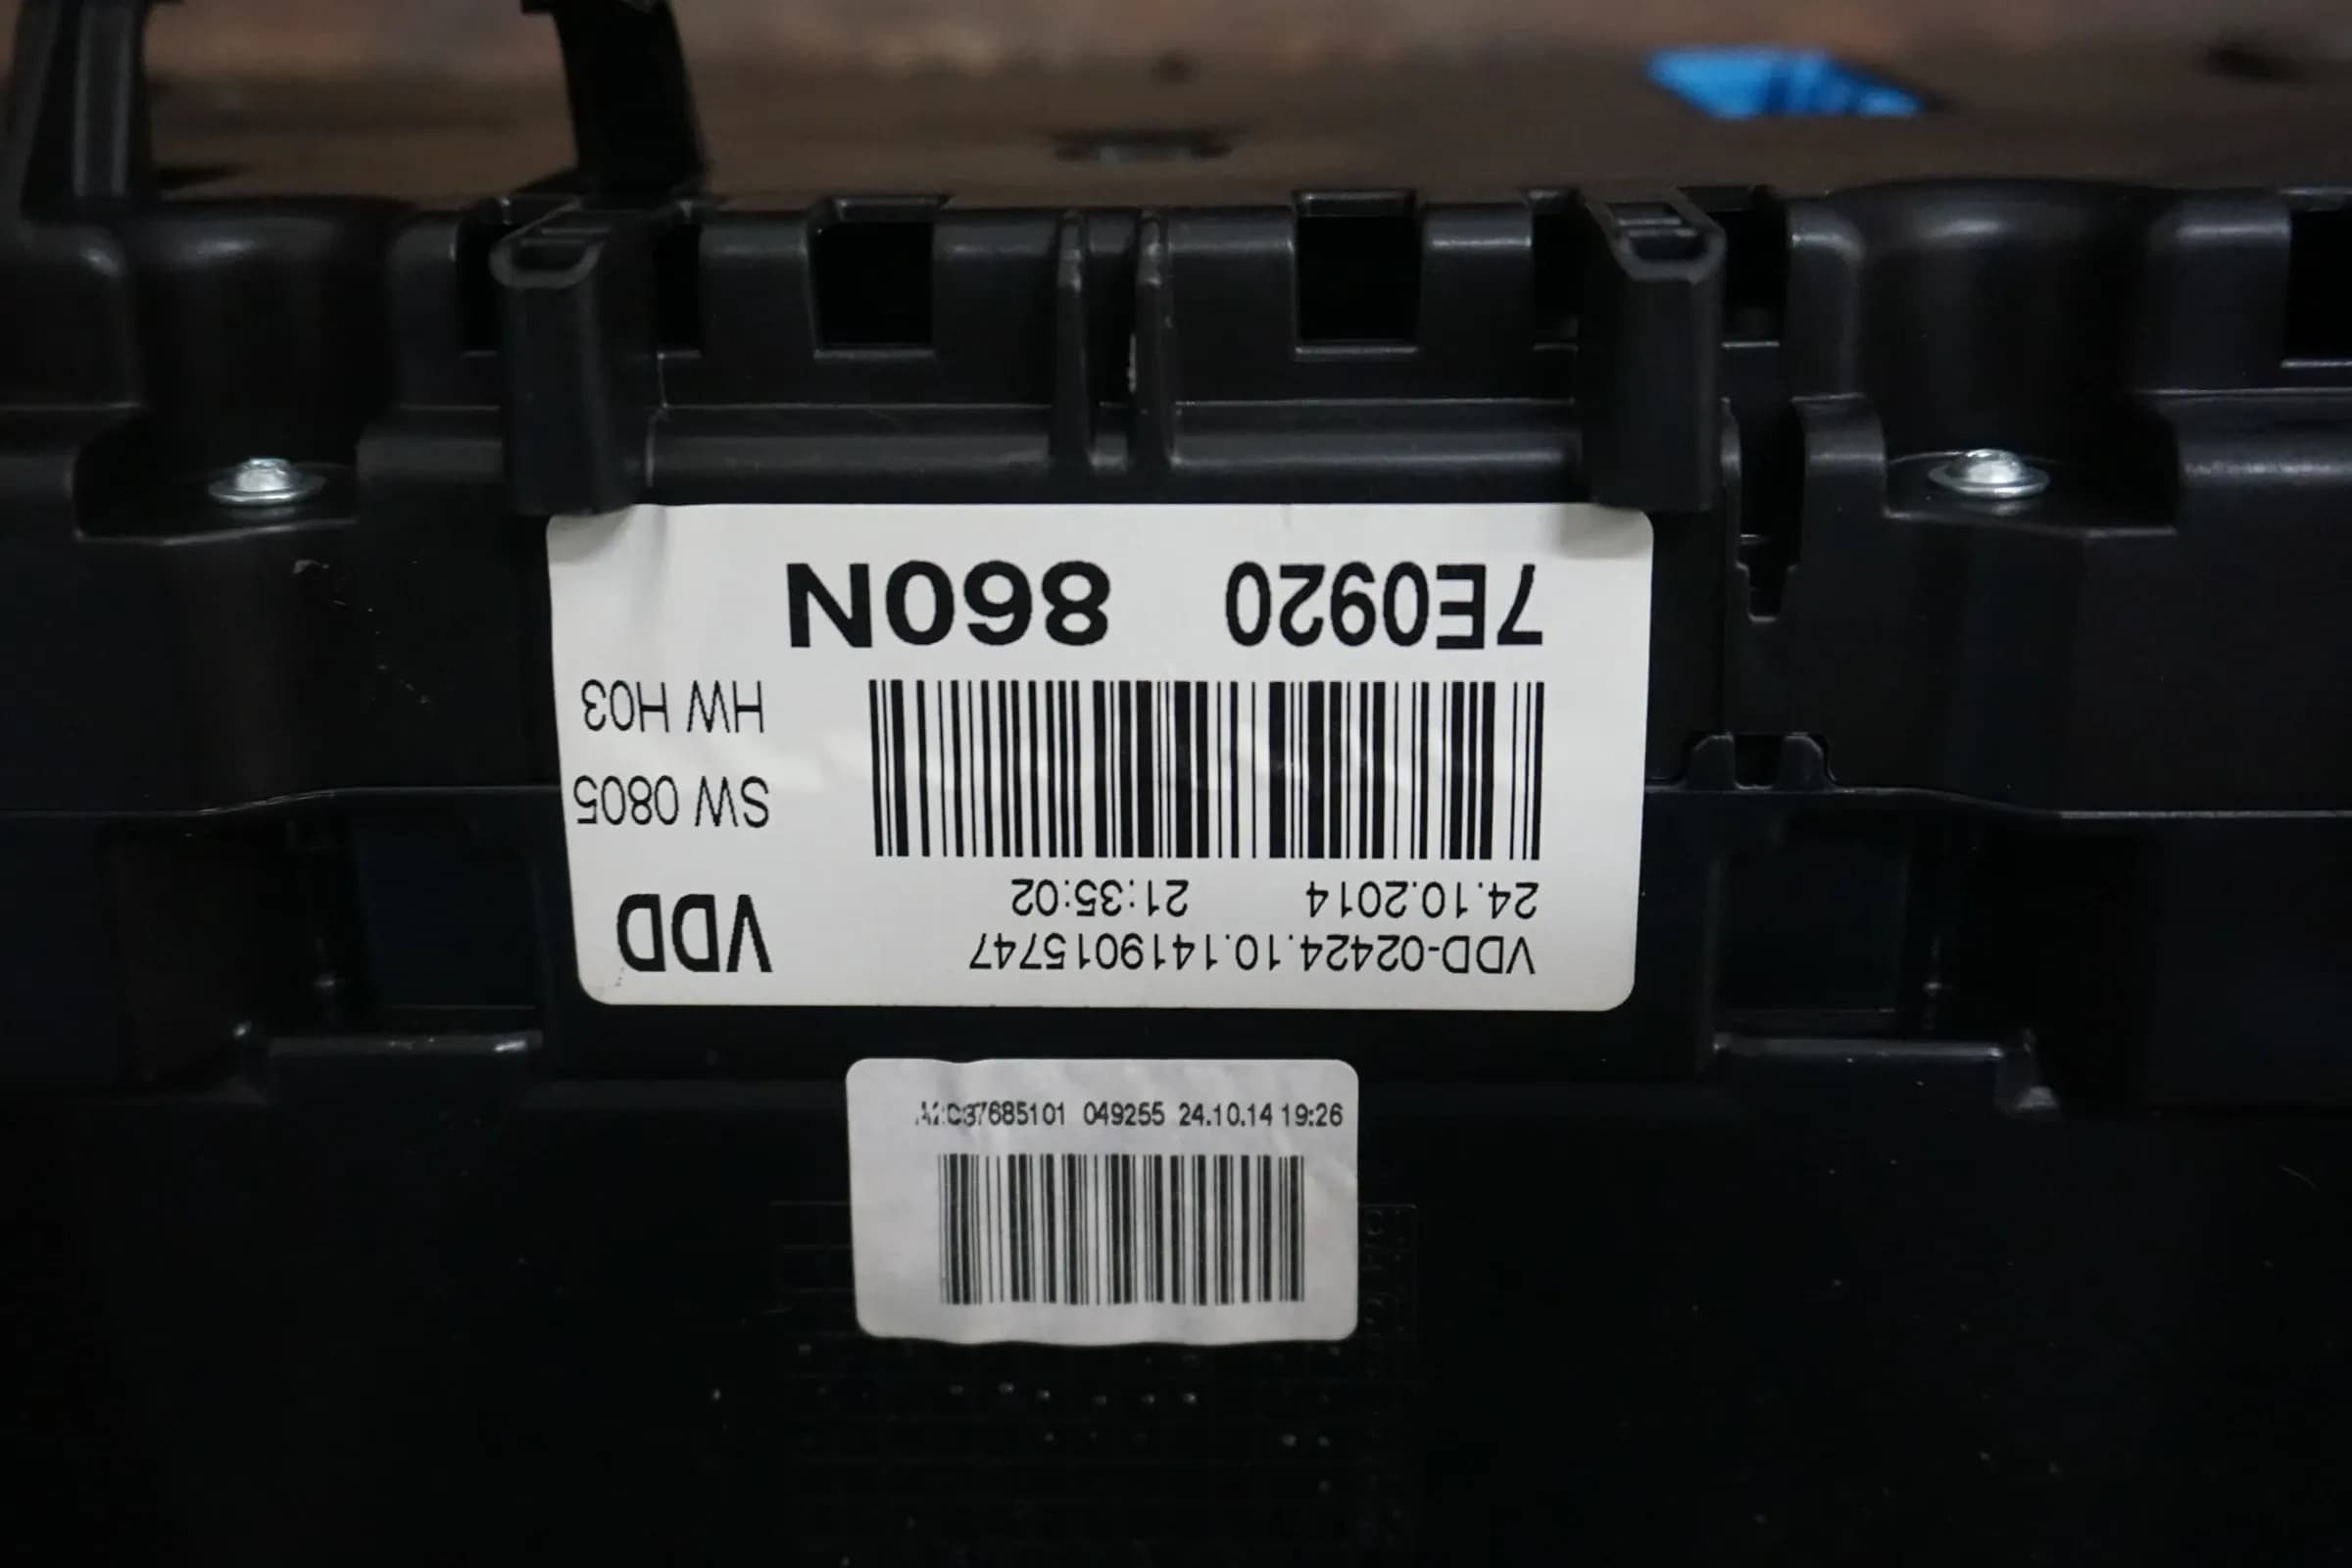 7E0920 860N
HW H03
SW 0805
24.10.2014 21:35:02
VDD-02424.10.1419015747
VDD
049255 24.10.14 19:26